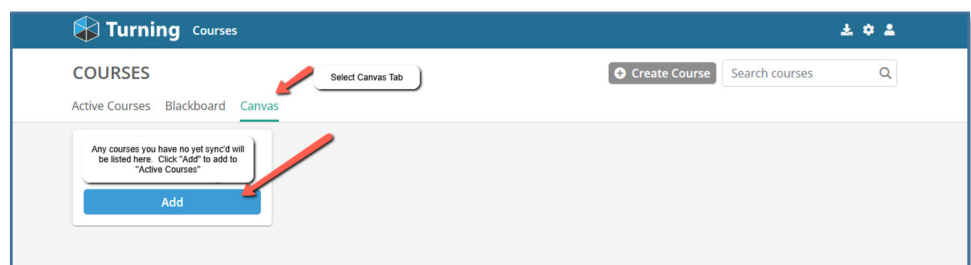 Turning Courses
COURSES
Select Canvas Tab
Create Course
Search courses
Active Courses Blackboard Canvas
Any courses you have no yet sync'd will
be listed here. Click "Add" to add to
"Active Courses"
Add